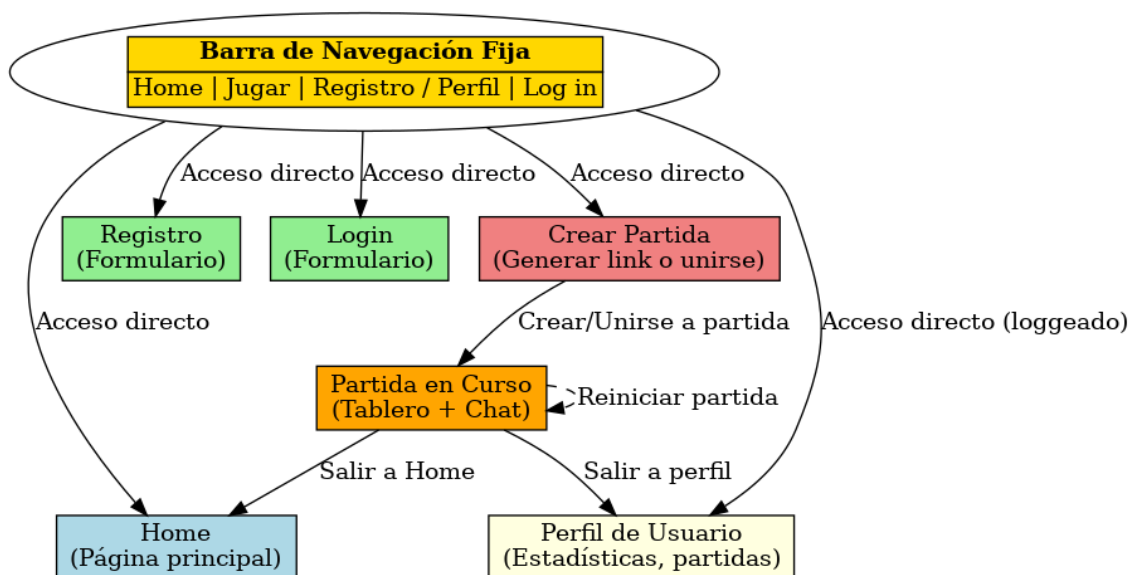 Barra de Navegación Fija
Home | Jugar | Registro / Perfil | Log in
Acceso directo
Acceso directo
Acceso directo
Registro
(Formulario)
Login
(Formulario)
Crear Partida
(Generar link o unirse)
Acceso directo
Crear/Unirse a partida
Acceso directo (loggeado)
Partida en Curso
(Tablero + Chat)
Reiniciar partida
Salir a Home
Salir a perfil
Home
(Página principal)
Perfil de Usuario
(Estadísticas, partidas)